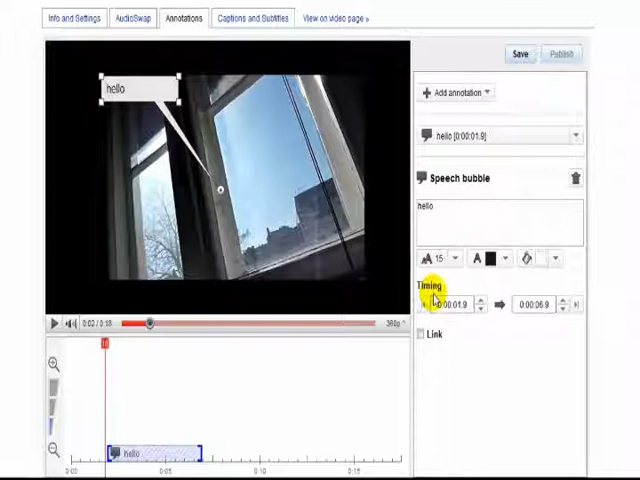 Info and Settings AudioSwap Annotations Captions and Subtitles View on video page »
Save Publish
hello
Add annotation
hello [0:00:01.9]
Speech bubble
hello
15 A
Timing
0:00:01.9 0:00:06.9
0:02 / 0:18 360p
Link
hello
0:00 0:05 0:10 0:15